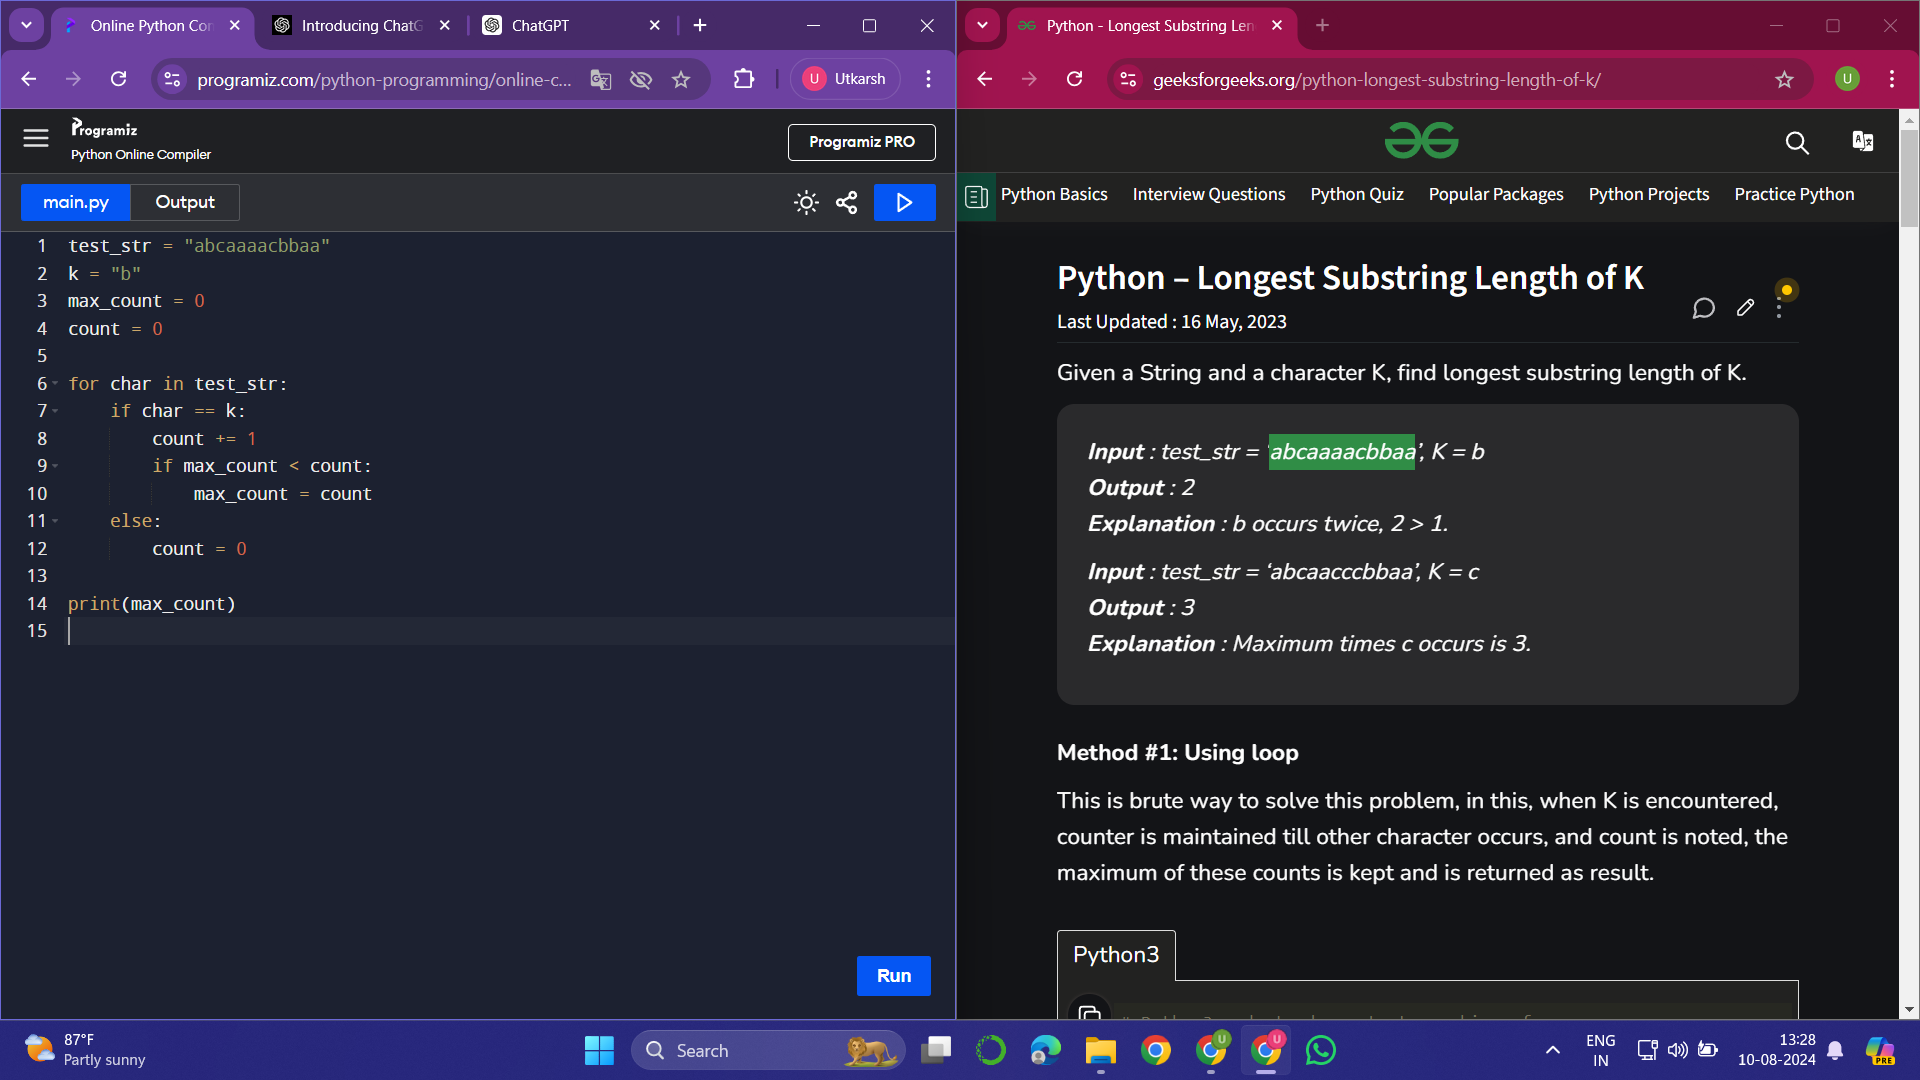 Online Python Con
Introducing ChatG
ChatGPT
programiz.com/python-programming/online-c...
U
Utkarsh
Programiz
Python Online Compiler
Programiz PRO
main.py
Output
1 test_str = "abcaaaacbbaa"
2 k = "b"
3 max_count = 0
4 count = 0
5
6 for char in test_str:
7 if char == k:
8 count += 1
9 if max_count < count:
10 max_count = count
11 else:
12 count = 0
13
14 print(max_count)
15
Run
Python - Longest Substring Len
geeksforgeeks.org/python-longest-substring-length-of-k/
U
Python Basics
Interview Questions
Python Quiz
Popular Packages
Python Projects
Practice Python
Python – Longest Substring Length of K
Last Updated : 16 May, 2023
Given a String and a character K, find longest substring length of K.
Input : test_str = ‘abcaaaacbbaa’, K = b
Output : 2
Explanation : b occurs twice, 2 > 1.
Input : test_str = ‘abcaacccbbaa’, K = c
Output : 3
Explanation : Maximum times c occurs is 3.
Method #1: Using loop
This is brute way to solve this problem, in this, when K is encountered,
counter is maintained till other character occurs, and count is noted, the
maximum of these counts is kept and is returned as result.
Python3
87°F
Partly sunny
Search
U
U
ENG
IN
13:28
10-08-2024
PRE